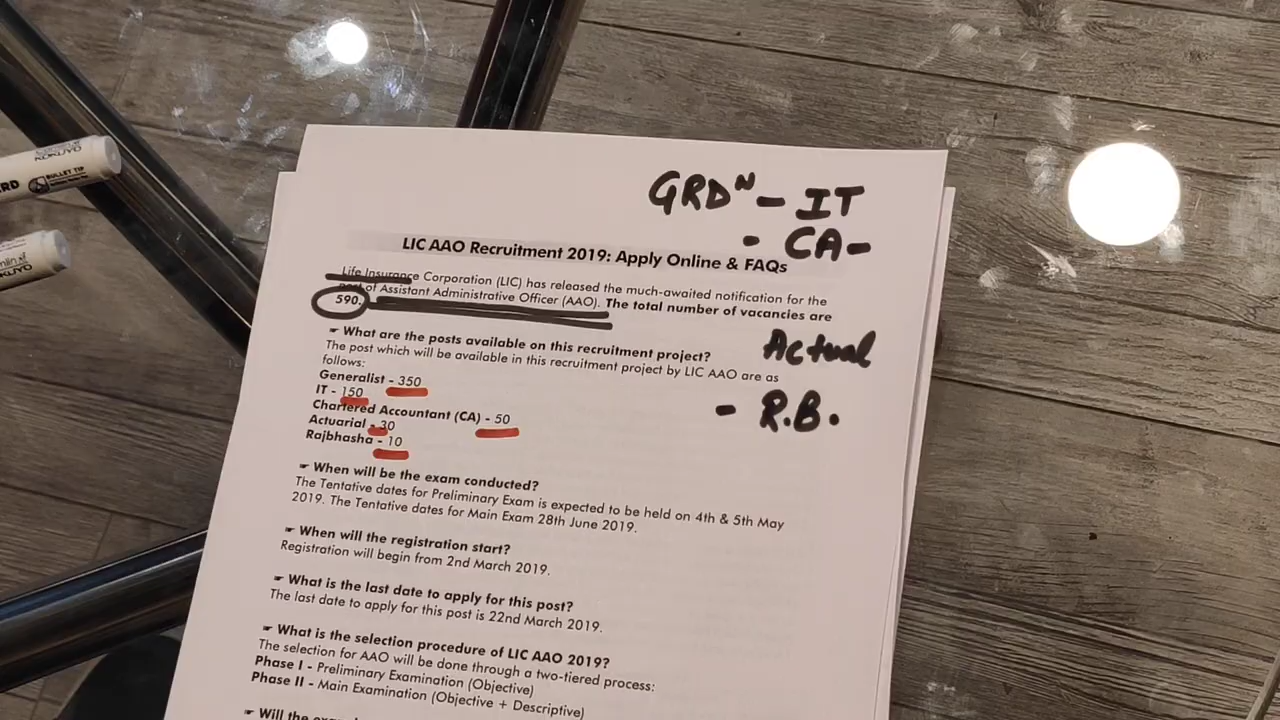 GRDN - IT
- CA -
LIC AAO Recruitment 2019: Apply Online & FAQs
Life Insurance Corporation (LIC) has released the much-awaited notification for the
post of Assistant Administrative Officer (AAO). The total number of vacancies are
590.
☛ What are the posts available on this recruitment project?
The post which will be available in this recruitment project by LIC AAO are as
follows:
Actual
Generalist - 350
IT - 150
Chartered Accountant (CA) - 50
Actuarial - 30
Rajbhasha - 10
- R.B.
☛ When will be the exam conducted?
The Tentative dates for Preliminary Exam is expected to be held on 4th & 5th May
2019. The Tentative dates for Main Exam 28th June 2019.
☛ When will the registration start?
Registration will begin from 2nd March 2019.
☛ What is the last date to apply for this post?
The last date to apply for this post is 22nd March 2019.
☛ What is the selection procedure of LIC AAO 2019?
The selection for AAO will be done through a two-tiered process:
Phase I - Preliminary Examination (Objective)
Phase II - Main Examination (Objective + Descriptive)
☛ Will the
BULLET TIP